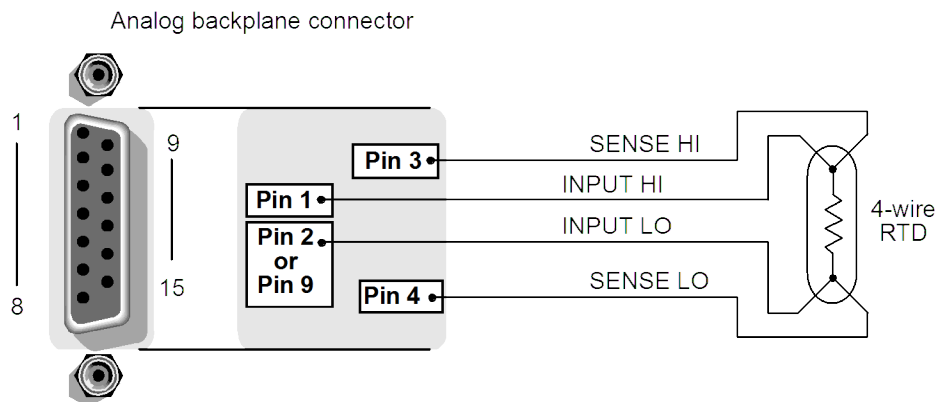 Analog backplane connector
1
9
8
15
Pin 3
Pin 1
Pin 2
or
Pin 9
Pin 4
SENSE HI
INPUT HI
INPUT LO
SENSE LO
4-wire
RTD